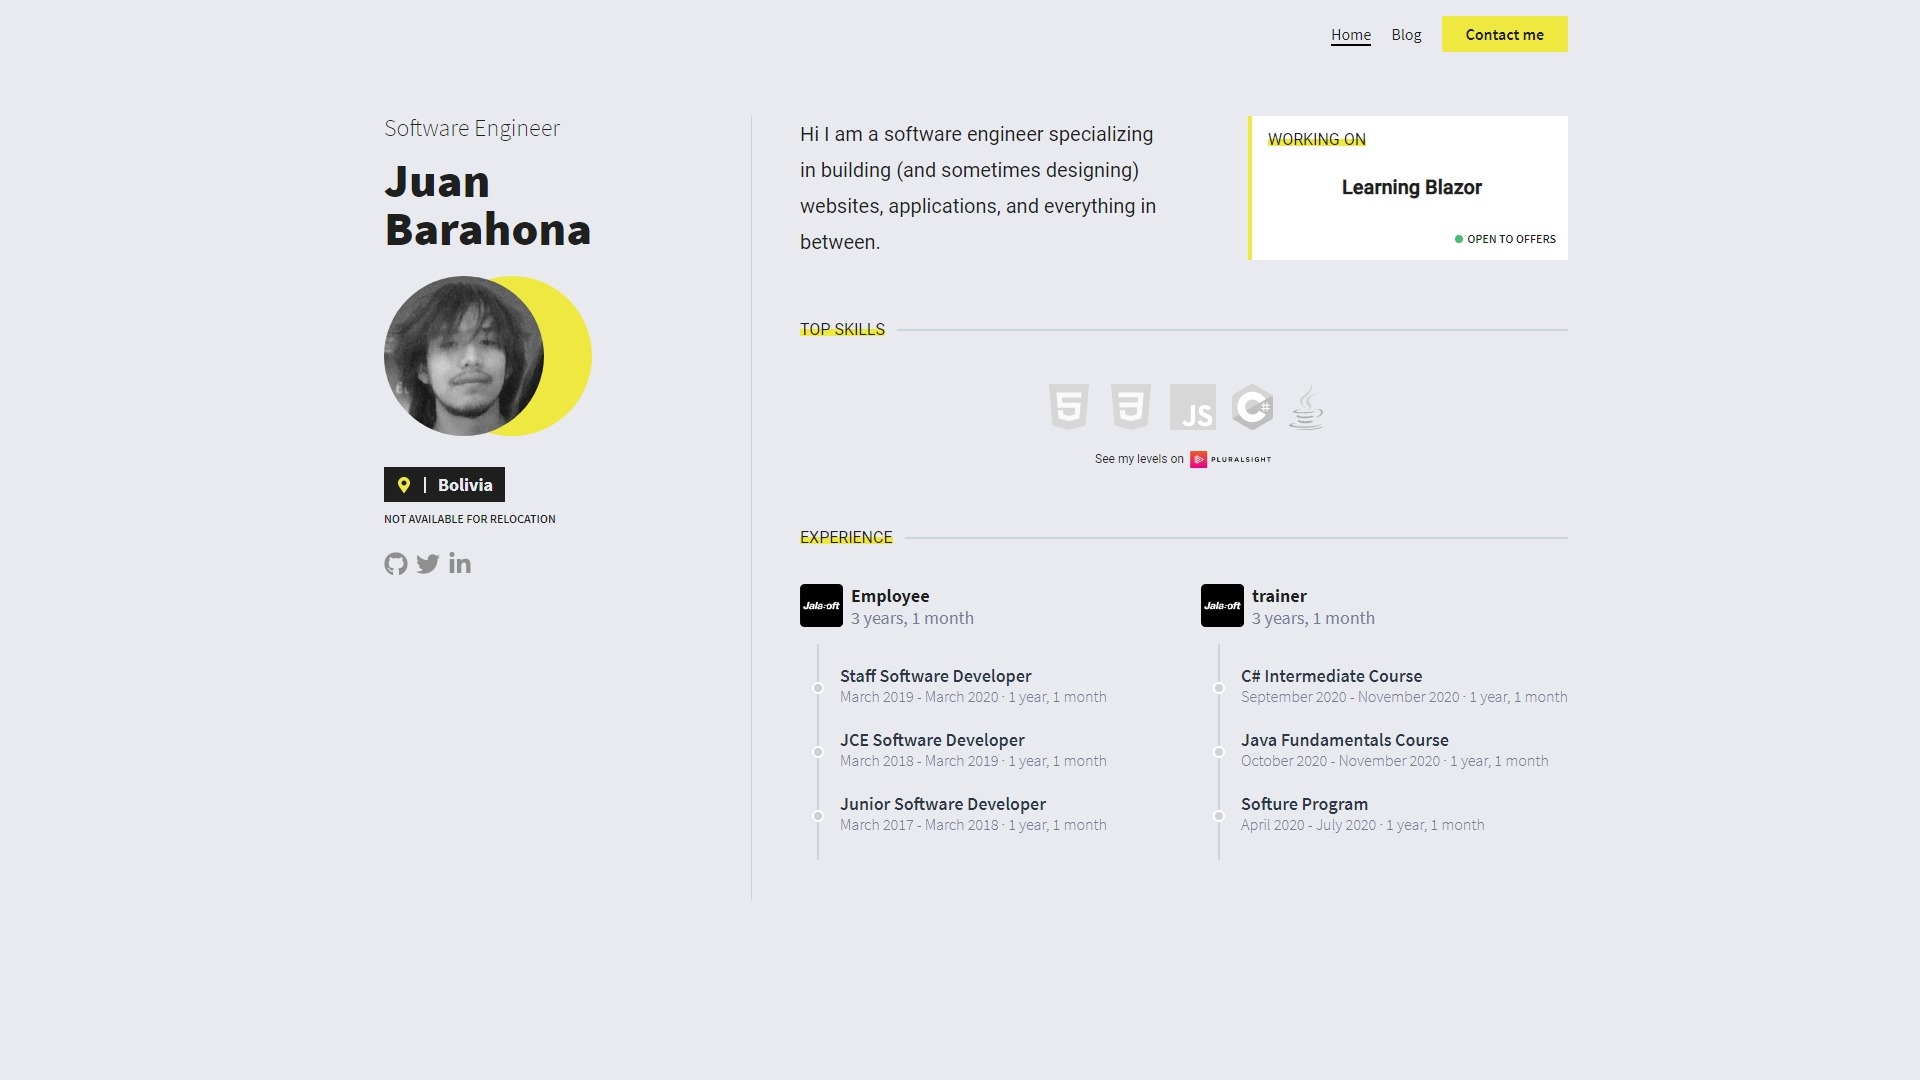 Home Blog Contact me
Software Engineer
Juan
Barahona
Bolivia
NOT AVAILABLE FOR RELOCATION
Hi I am a software engineer specializing
in building (and sometimes designing)
websites, applications, and everything in
between.
WORKING ON
Learning Blazor
OPEN TO OFFERS
TOP SKILLS
5 3 JS C#
See my levels on PLURALSIGHT
EXPERIENCE
Jalasoft
Employee
3 years, 1 month
Staff Software Developer
March 2019 - March 2020 · 1 year, 1 month
JCE Software Developer
March 2018 - March 2019 · 1 year, 1 month
Junior Software Developer
March 2017 - March 2018 · 1 year, 1 month
Jalasoft
trainer
3 years, 1 month
C# Intermediate Course
September 2020 - November 2020 · 1 year, 1 month
Java Fundamentals Course
October 2020 - November 2020 · 1 year, 1 month
Softure Program
April 2020 - July 2020 · 1 year, 1 month